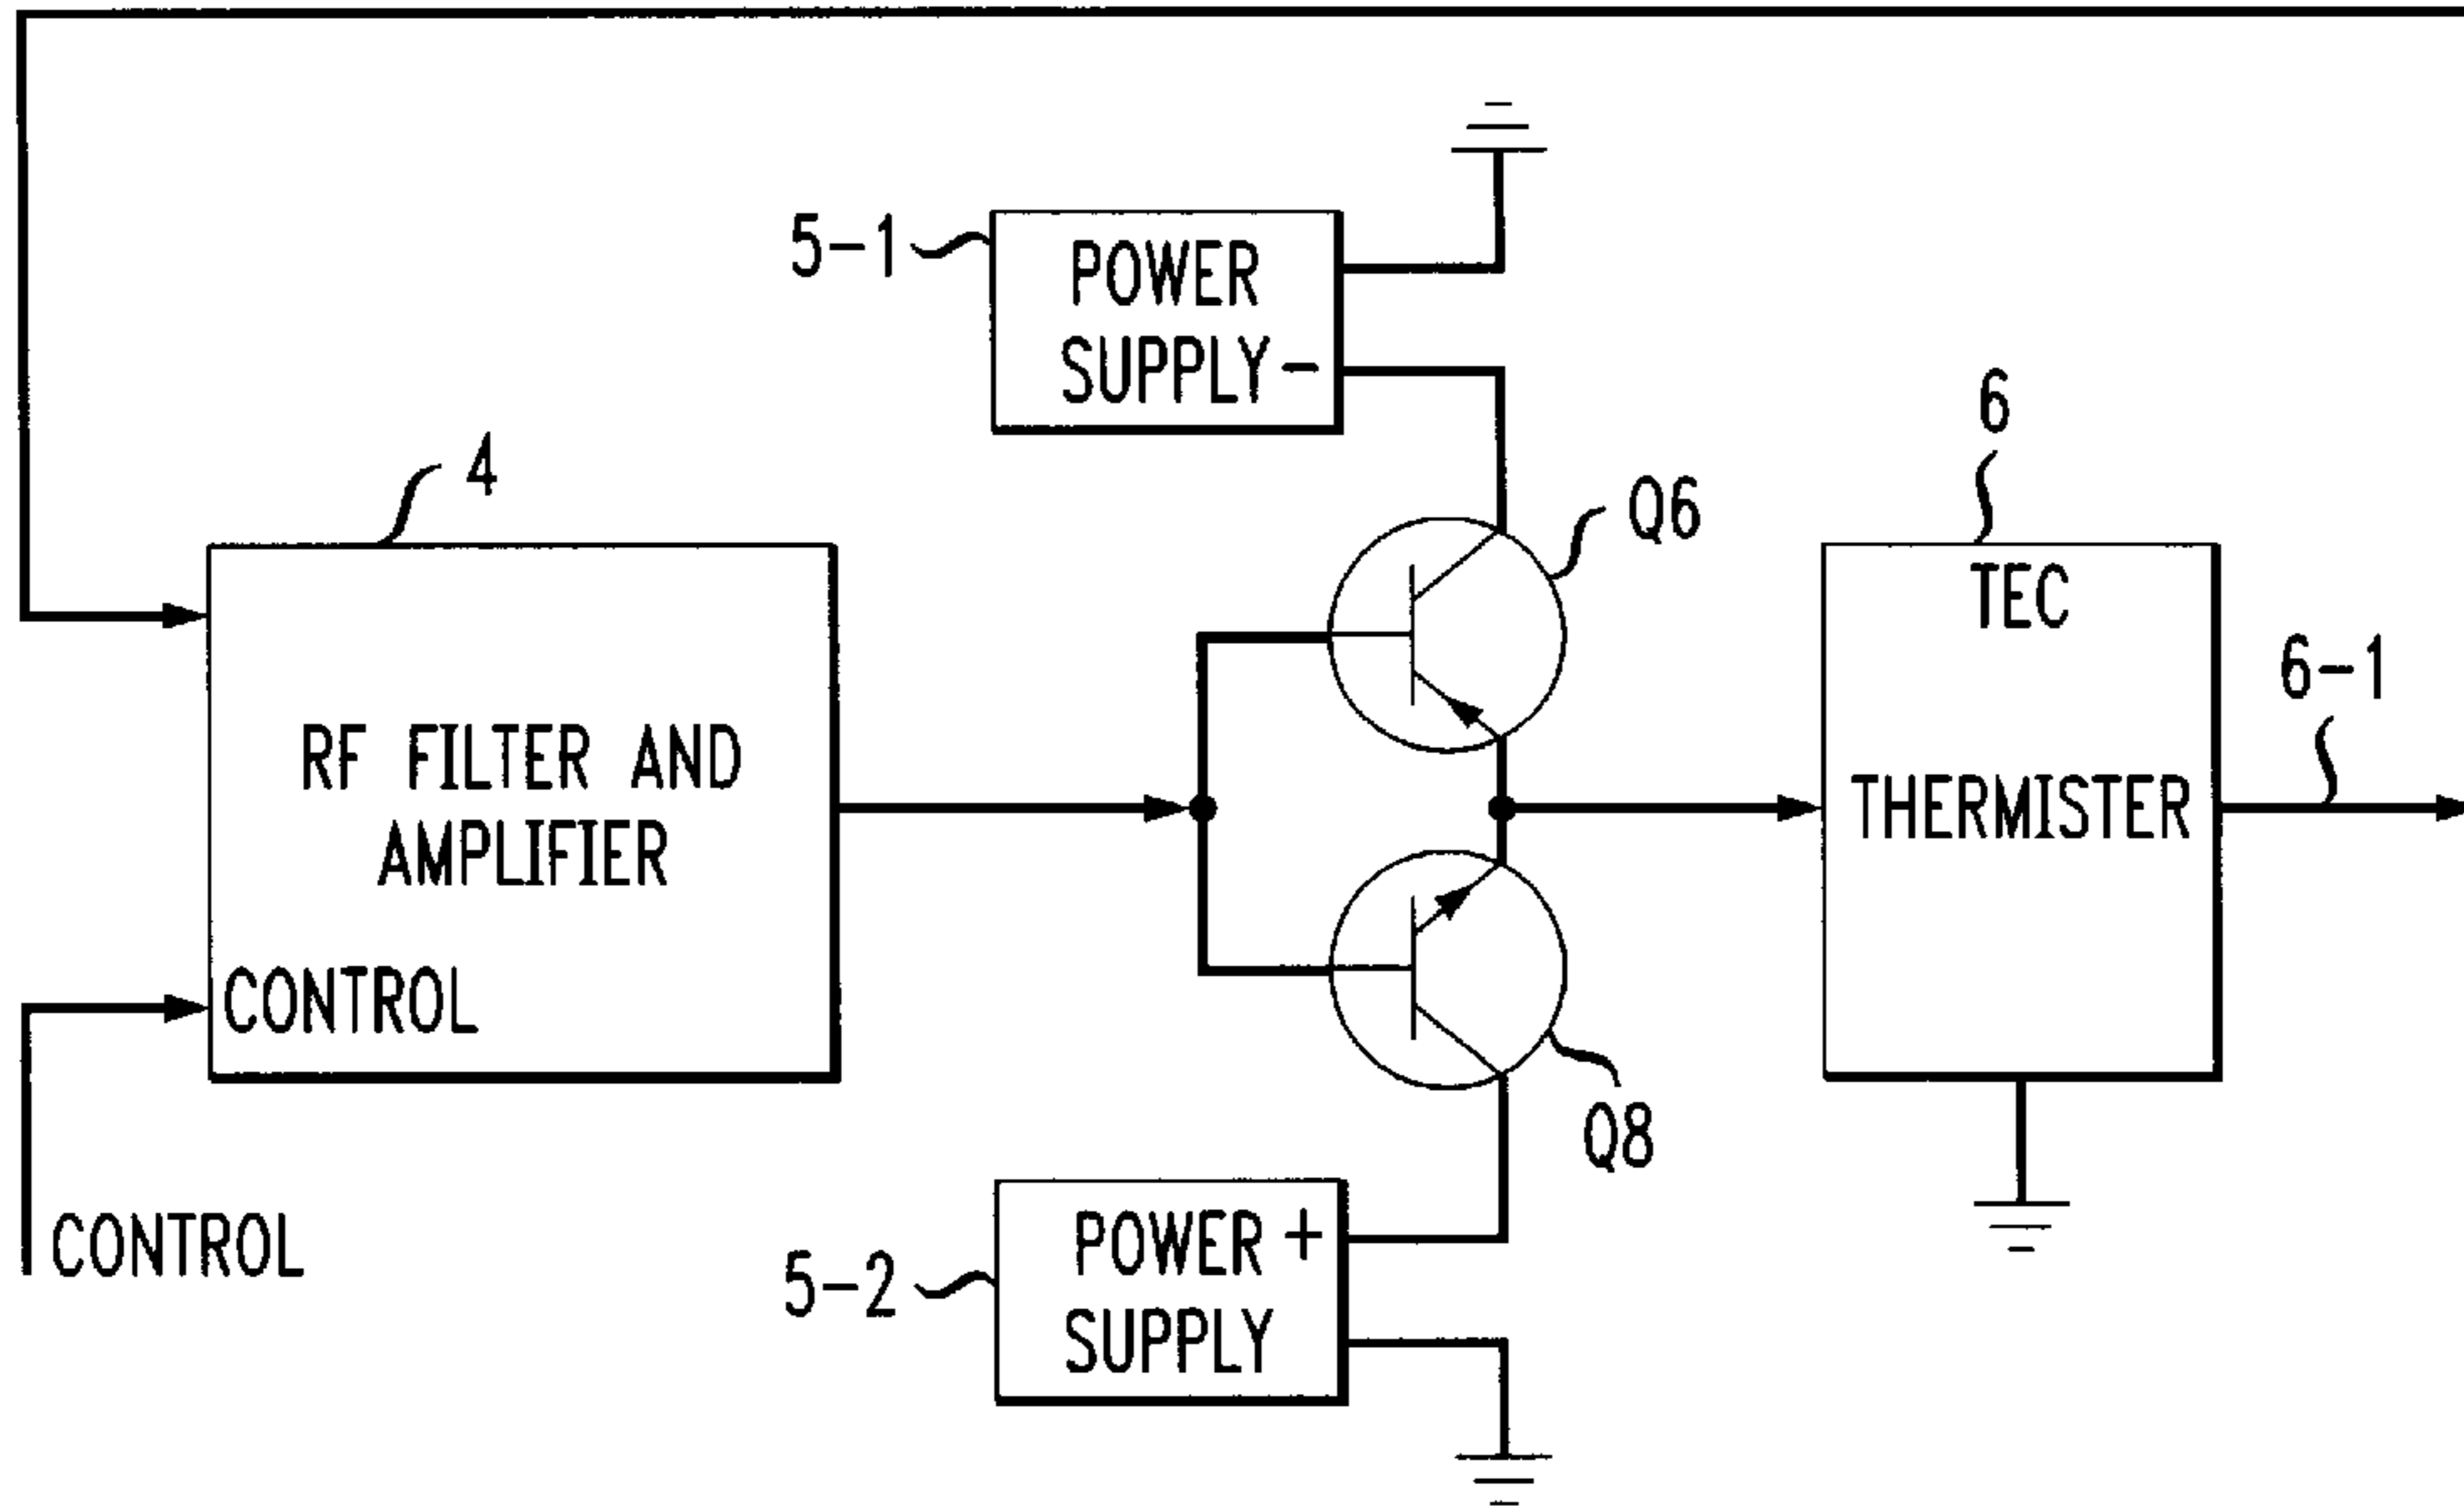 5-1
POWER
SUPPLY -
6
4
Q6
TEC
6-1
RF FILTER AND
AMPLIFIER
THERMISTER
CONTROL
Q8
CONTROL
5-2
POWER +
SUPPLY